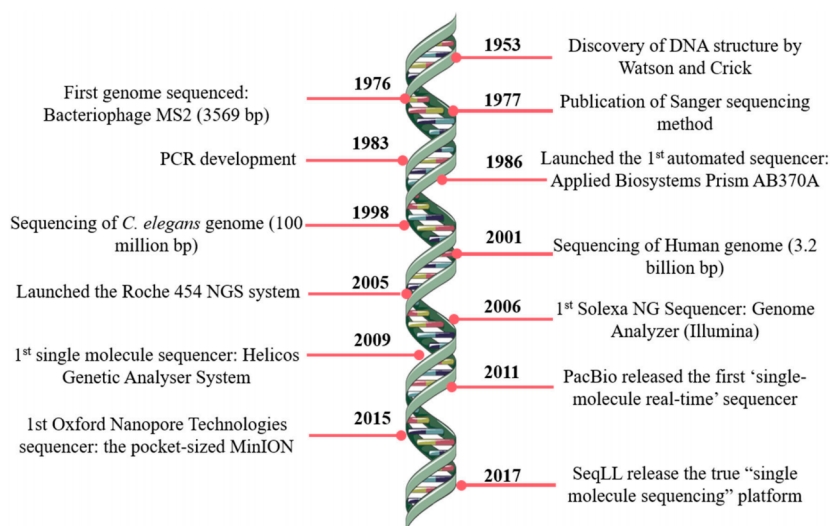 1953
Discovery of DNA structure by
Watson and Crick
1976
First genome sequenced:
Bacteriophage MS2 (3569 bp)
1977
Publication of Sanger sequencing
method
1983
PCR development
1986
Launched the 1st automated sequencer:
Applied Biosystems Prism AB370A
1998
Sequencing of C. elegans genome (100
million bp)
2001
Sequencing of Human genome (3.2
billion bp)
2005
Launched the Roche 454 NGS system
2006
1st Solexa NG Sequencer: Genome
Analyzer (Illumina)
2009
1st single molecule sequencer: Helicos
Genetic Analyser System
2011
PacBio released the first ‘single-
molecule real-time’ sequencer
2015
1st Oxford Nanopore Technologies
sequencer: the pocket-sized MinION
2017
SeqLL release the true “single
molecule sequencing” platform